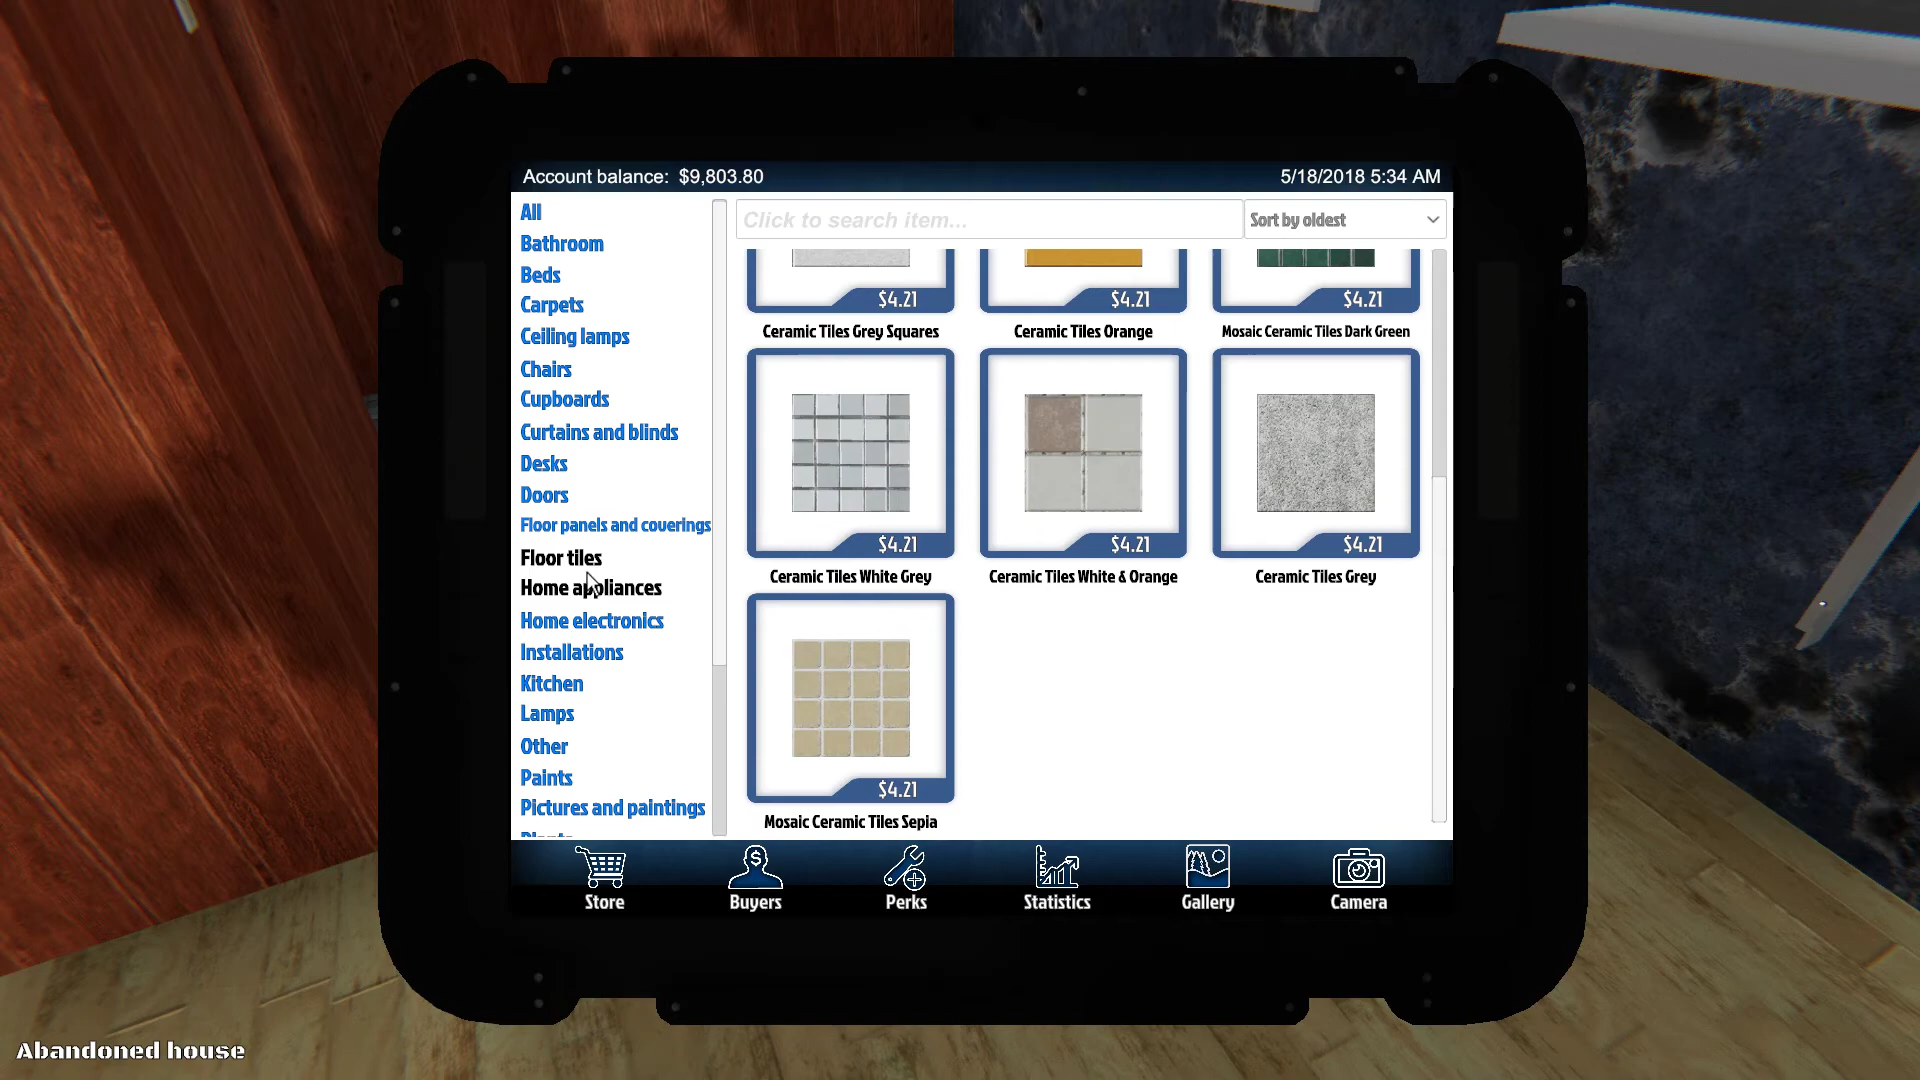 Account balance: $9,803.80
5/18/2018 5:34 AM
All
Bathroom
Beds
Carpets
Ceiling lamps
Chairs
Cupboards
Curtains and blinds
Desks
Doors
Floor panels and coverings
Floor tiles
Home appliances
Home electronics
Installations
Kitchen
Lamps
Other
Paints
Pictures and paintings
Click to search item...
Sort by oldest
$4.21
$4.21
$4.21
Ceramic Tiles Grey Squares
Ceramic Tiles Orange
Mosaic Ceramic Tiles Dark Green
$4.21
$4.21
$4.21
Ceramic Tiles White Grey
Ceramic Tiles White & Orange
Ceramic Tiles Grey
$4.21
Mosaic Ceramic Tiles Sepia
Store
Buyers
Perks
Statistics
Gallery
Camera
Abandoned house